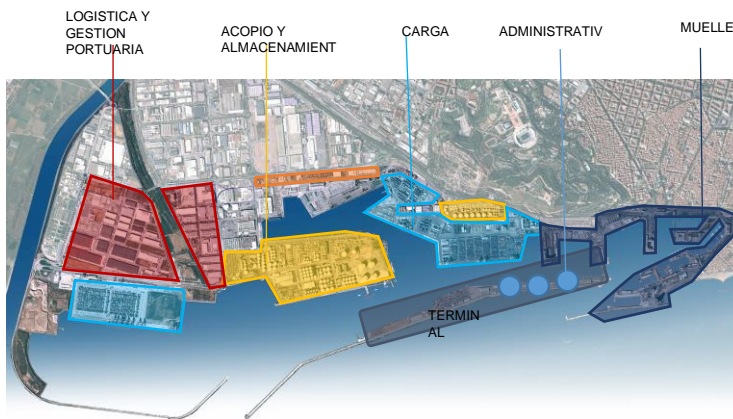 LOGISTICA Y
GESTION
PORTUARIA
ACOPIO Y
ALMACENAMIENT
CARGA
ADMINISTRATIV
MUELLE
TERMIN
AL